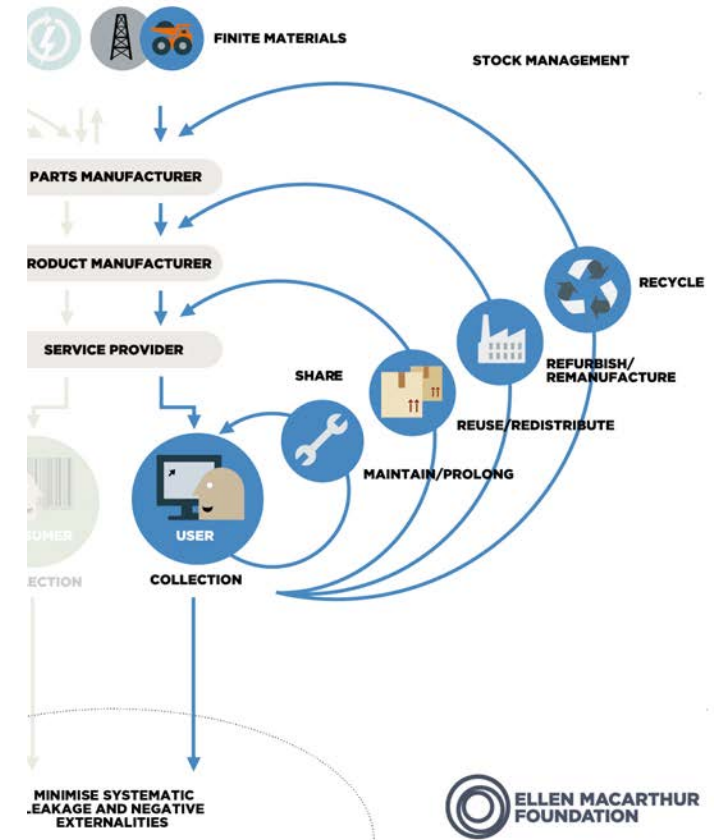 FINITE MATERIALS
STOCK MANAGEMENT
PARTS MANUFACTURER
RODUCT MANUFACTURER
RECYCLE
SERVICE PROVIDER
REFURBISH/
REMANUFACTURE
SHARE
REUSE/REDISTRIBUTE
MAINTAIN/PROLONG
UMER
USER
ECTION
COLLECTION
MINIMISE SYSTEMATIC
LEAKAGE AND NEGATIVE
EXTERNALITIES
ELLEN MACARTHUR
FOUNDATION